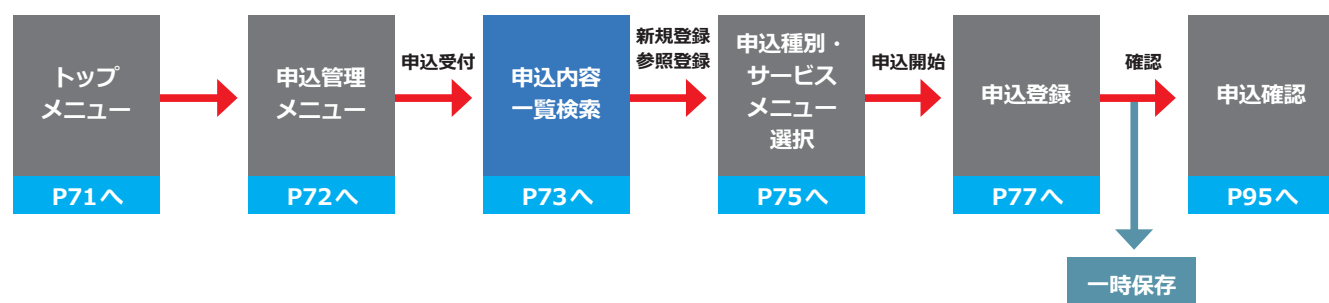 トップ
メニュー
P71へ
申込管理
メニュー
P72へ
申込受付
申込内容
一覧検索
P73へ
新規登録
参照登録
申込種別・
サービス
メニュー
選択
P75へ
申込開始
申込登録
P77へ
確認
申込確認
P95へ
一時保存